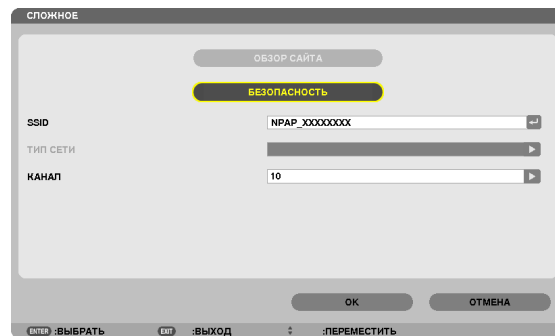 СЛОЖНОЕ
ОБЗОР САЙТА
БЕЗОПАСНОСТЬ
SSID NPAP_XXXXXXXX
ТИП СЕТИ
КАНАЛ 10
OK ОТМЕНА
ENTER :ВЫБРАТЬ EXIT :ВЫХОД :ПЕРЕМЕСТИТЬ